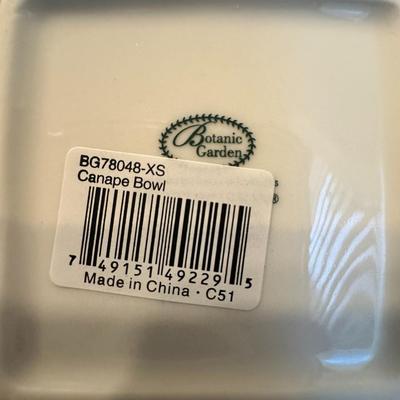 Botanic
Garden
s
®
BG78048-XS
Canape Bowl
7 49151 49229 5
Made in China · C51